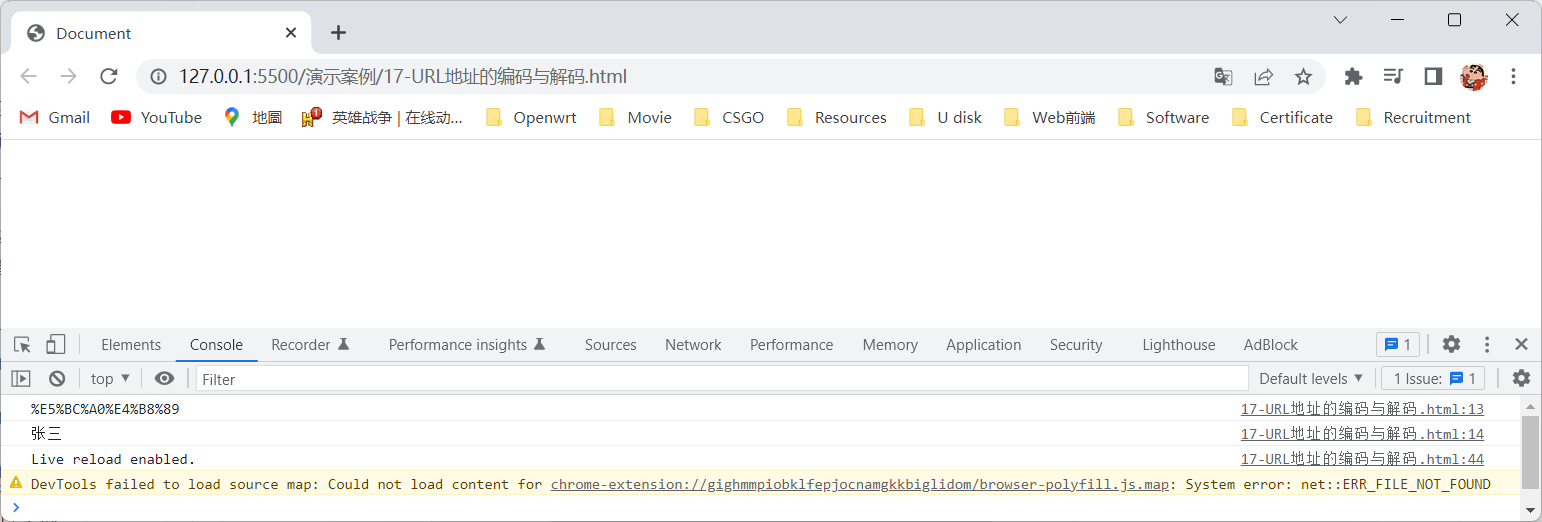 Document
127.0.0.1:5500/演示案例/17-URL地址的编码与解码.html
Gmail YouTube 地圖 1 英雄战争 | 在线动... Openwrt Movie CSGO Resources U disk Web前端 Software Certificate Recruitment
Elements Console Recorder Performance insights Sources Network Performance Memory Application Security Lighthouse AdBlock 1
top Filter Default levels 1 Issue: 1
%E5%BC%A0%E4%B8%89 17-URL地址的编码与解码.html:13
张三 17-URL地址的编码与解码.html:14
Live reload enabled. 17-URL地址的编码与解码.html:44
DevTools failed to load source map: Could not load content for chrome-extension://gighmmpiobklfepjocnamgkkbiglidom/browser-polyfill.js.map: System error: net::ERR_FILE_NOT_FOUND